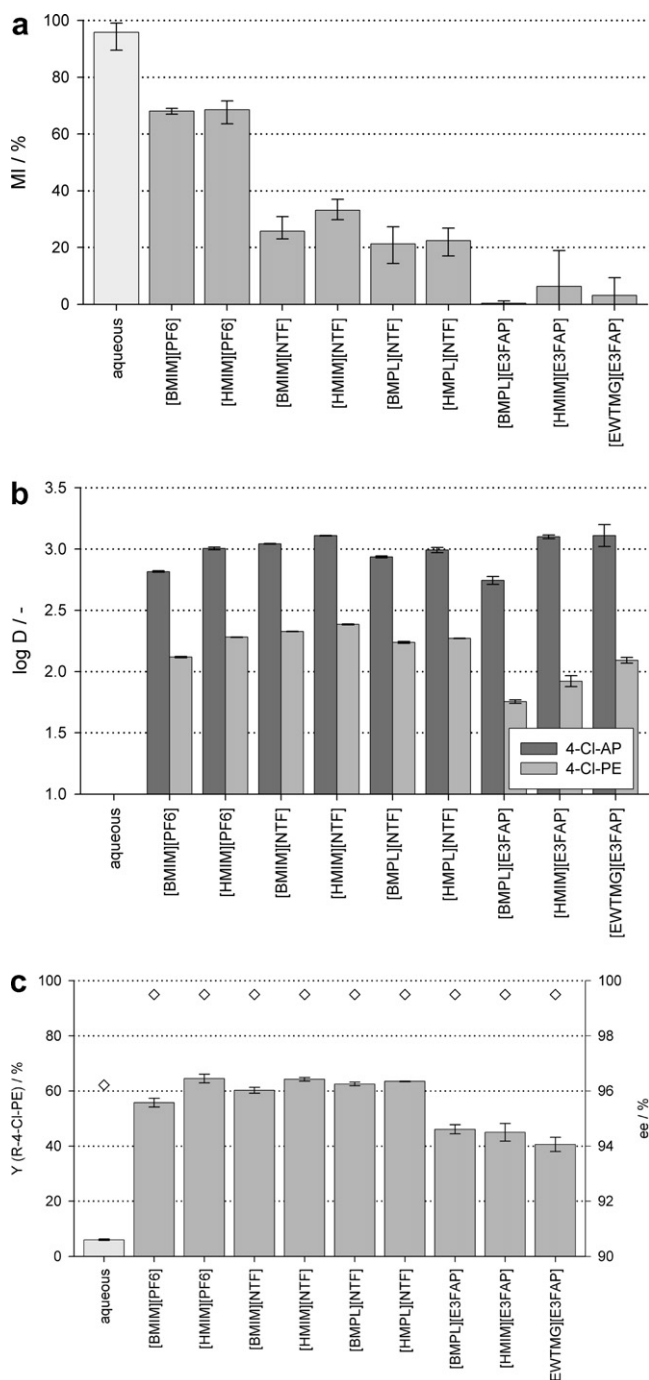 a
100
80
60
40
20
0
MI / %
aqueous
[BMIM][PF6]
[HMIM][PF6]
[BMIM][NTF]
[HMIM][NTF]
[BMPL][NTF]
[HMPL][NTF]
[BMPL][E3FAP]
[HMIM][E3FAP]
[EWTMG][E3FAP]
b
3.5
3.0
2.5
2.0
1.5
1.0
log D / -
4-Cl-AP
4-Cl-PE
aqueous
[BMIM][PF6]
[HMIM][PF6]
[BMIM][NTF]
[HMIM][NTF]
[BMPL][NTF]
[HMPL][NTF]
[BMPL][E3FAP]
[HMIM][E3FAP]
[EWTMG][E3FAP]
c
100
80
60
40
20
0
Y (R-4-Cl-PE) / %
100
98
96
94
92
90
ee / %
aqueous
[BMIM][PF6]
[HMIM][PF6]
[BMIM][NTF]
[HMIM][NTF]
[BMPL][NTF]
[HMPL][NTF]
[BMPL][E3FAP]
[HMIM][E3FAP]
EWTMG][E3FAP]